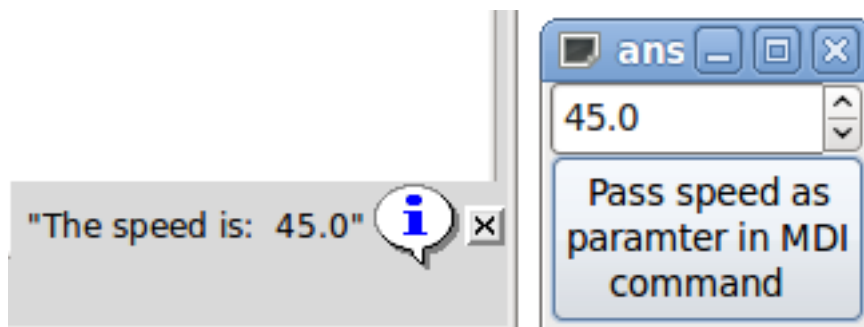 "The speed is:  45.0"
ans
45.0
Pass speed as
paramter in MDI
command